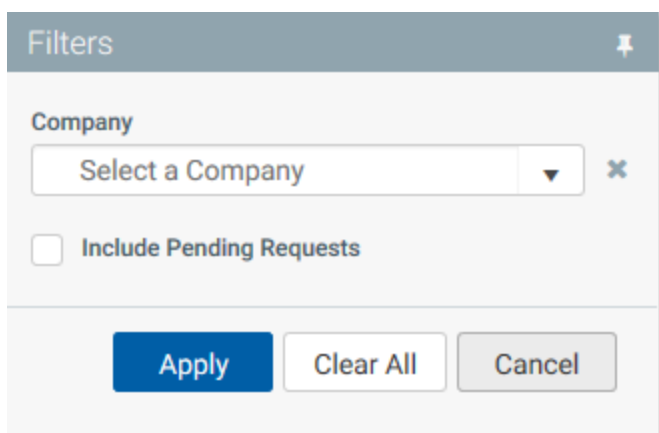 Filters
Company
Select a Company
Include Pending Requests
Apply Clear All Cancel